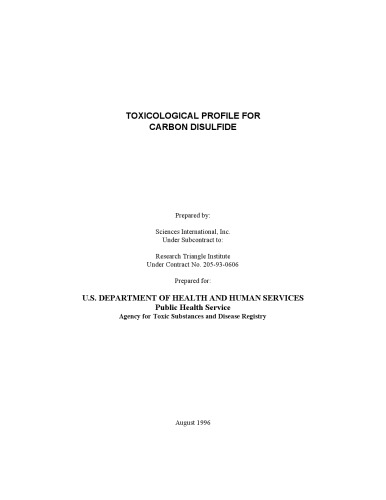 TOXICOLOGICAL PROFILE FOR
CARBON DISULFIDE
Prepared by:
Sciences International, Inc.
Under Subcontract to:
Research Triangle Institute
Under Contract No. 205-93-0606
Prepared for:
U.S. DEPARTMENT OF HEALTH AND HUMAN SERVICES
Public Health Service
Agency for Toxic Substances and Disease Registry
August 1996